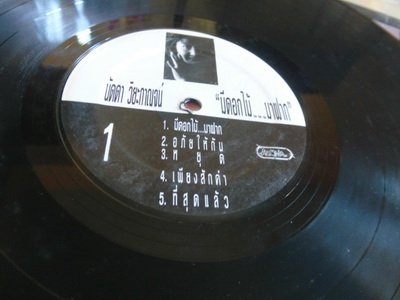 นัดดา วิยะกาญจน์
"มีดอกไม้....มาฝาก"
1
1. มีดอกไม้...มาฝาก
2. อภัยให้กัน
3. หยุด
4. เพียงสักคำ
5. ที่สุดแล้ว